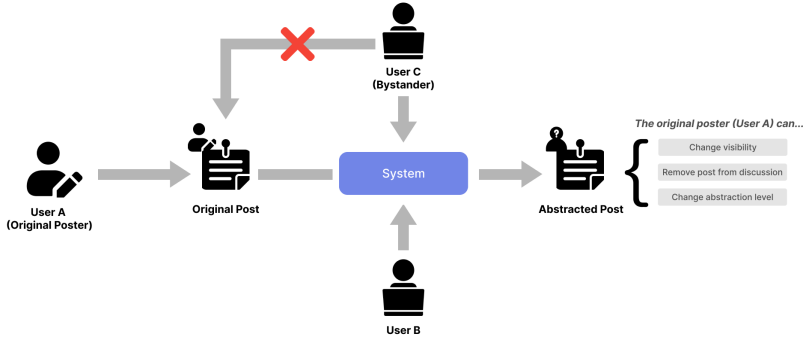 User C
(Bystander)
The original poster (User A) can...
Change visibility
System
Remove post from discussion
Change abstraction level
User A
(Original Poster)
Original Post
Abstracted Post
?
User B